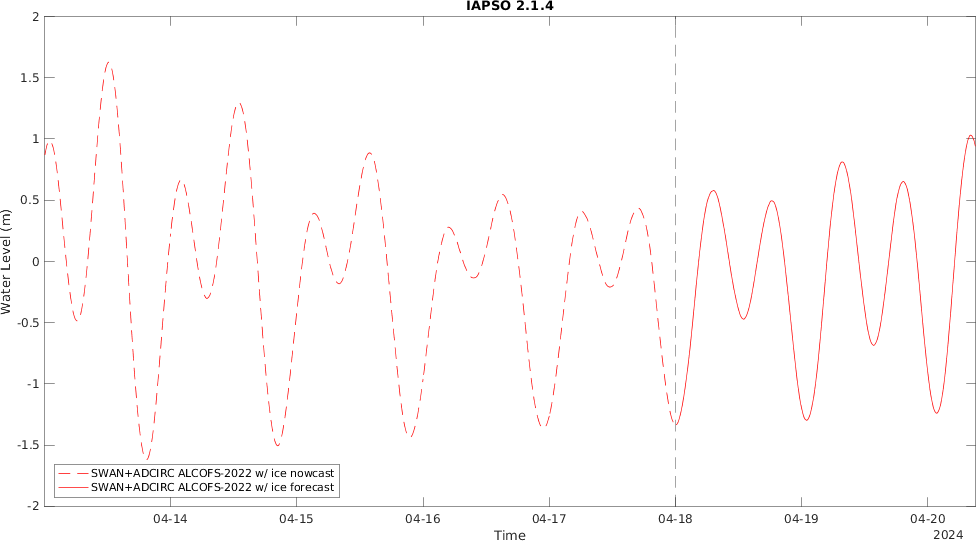 IAPSO 2.1.4
Water Level (m)
2
1.5
1
0.5
0
-0.5
-1
-1.5
-2
SWAN+ADCIRC ALCOFS-2022 w/ ice nowcast
SWAN+ADCIRC ALCOFS-2022 w/ ice forecast
04-14 04-15 04-16 04-17 04-18 04-19 04-20
Time
2024